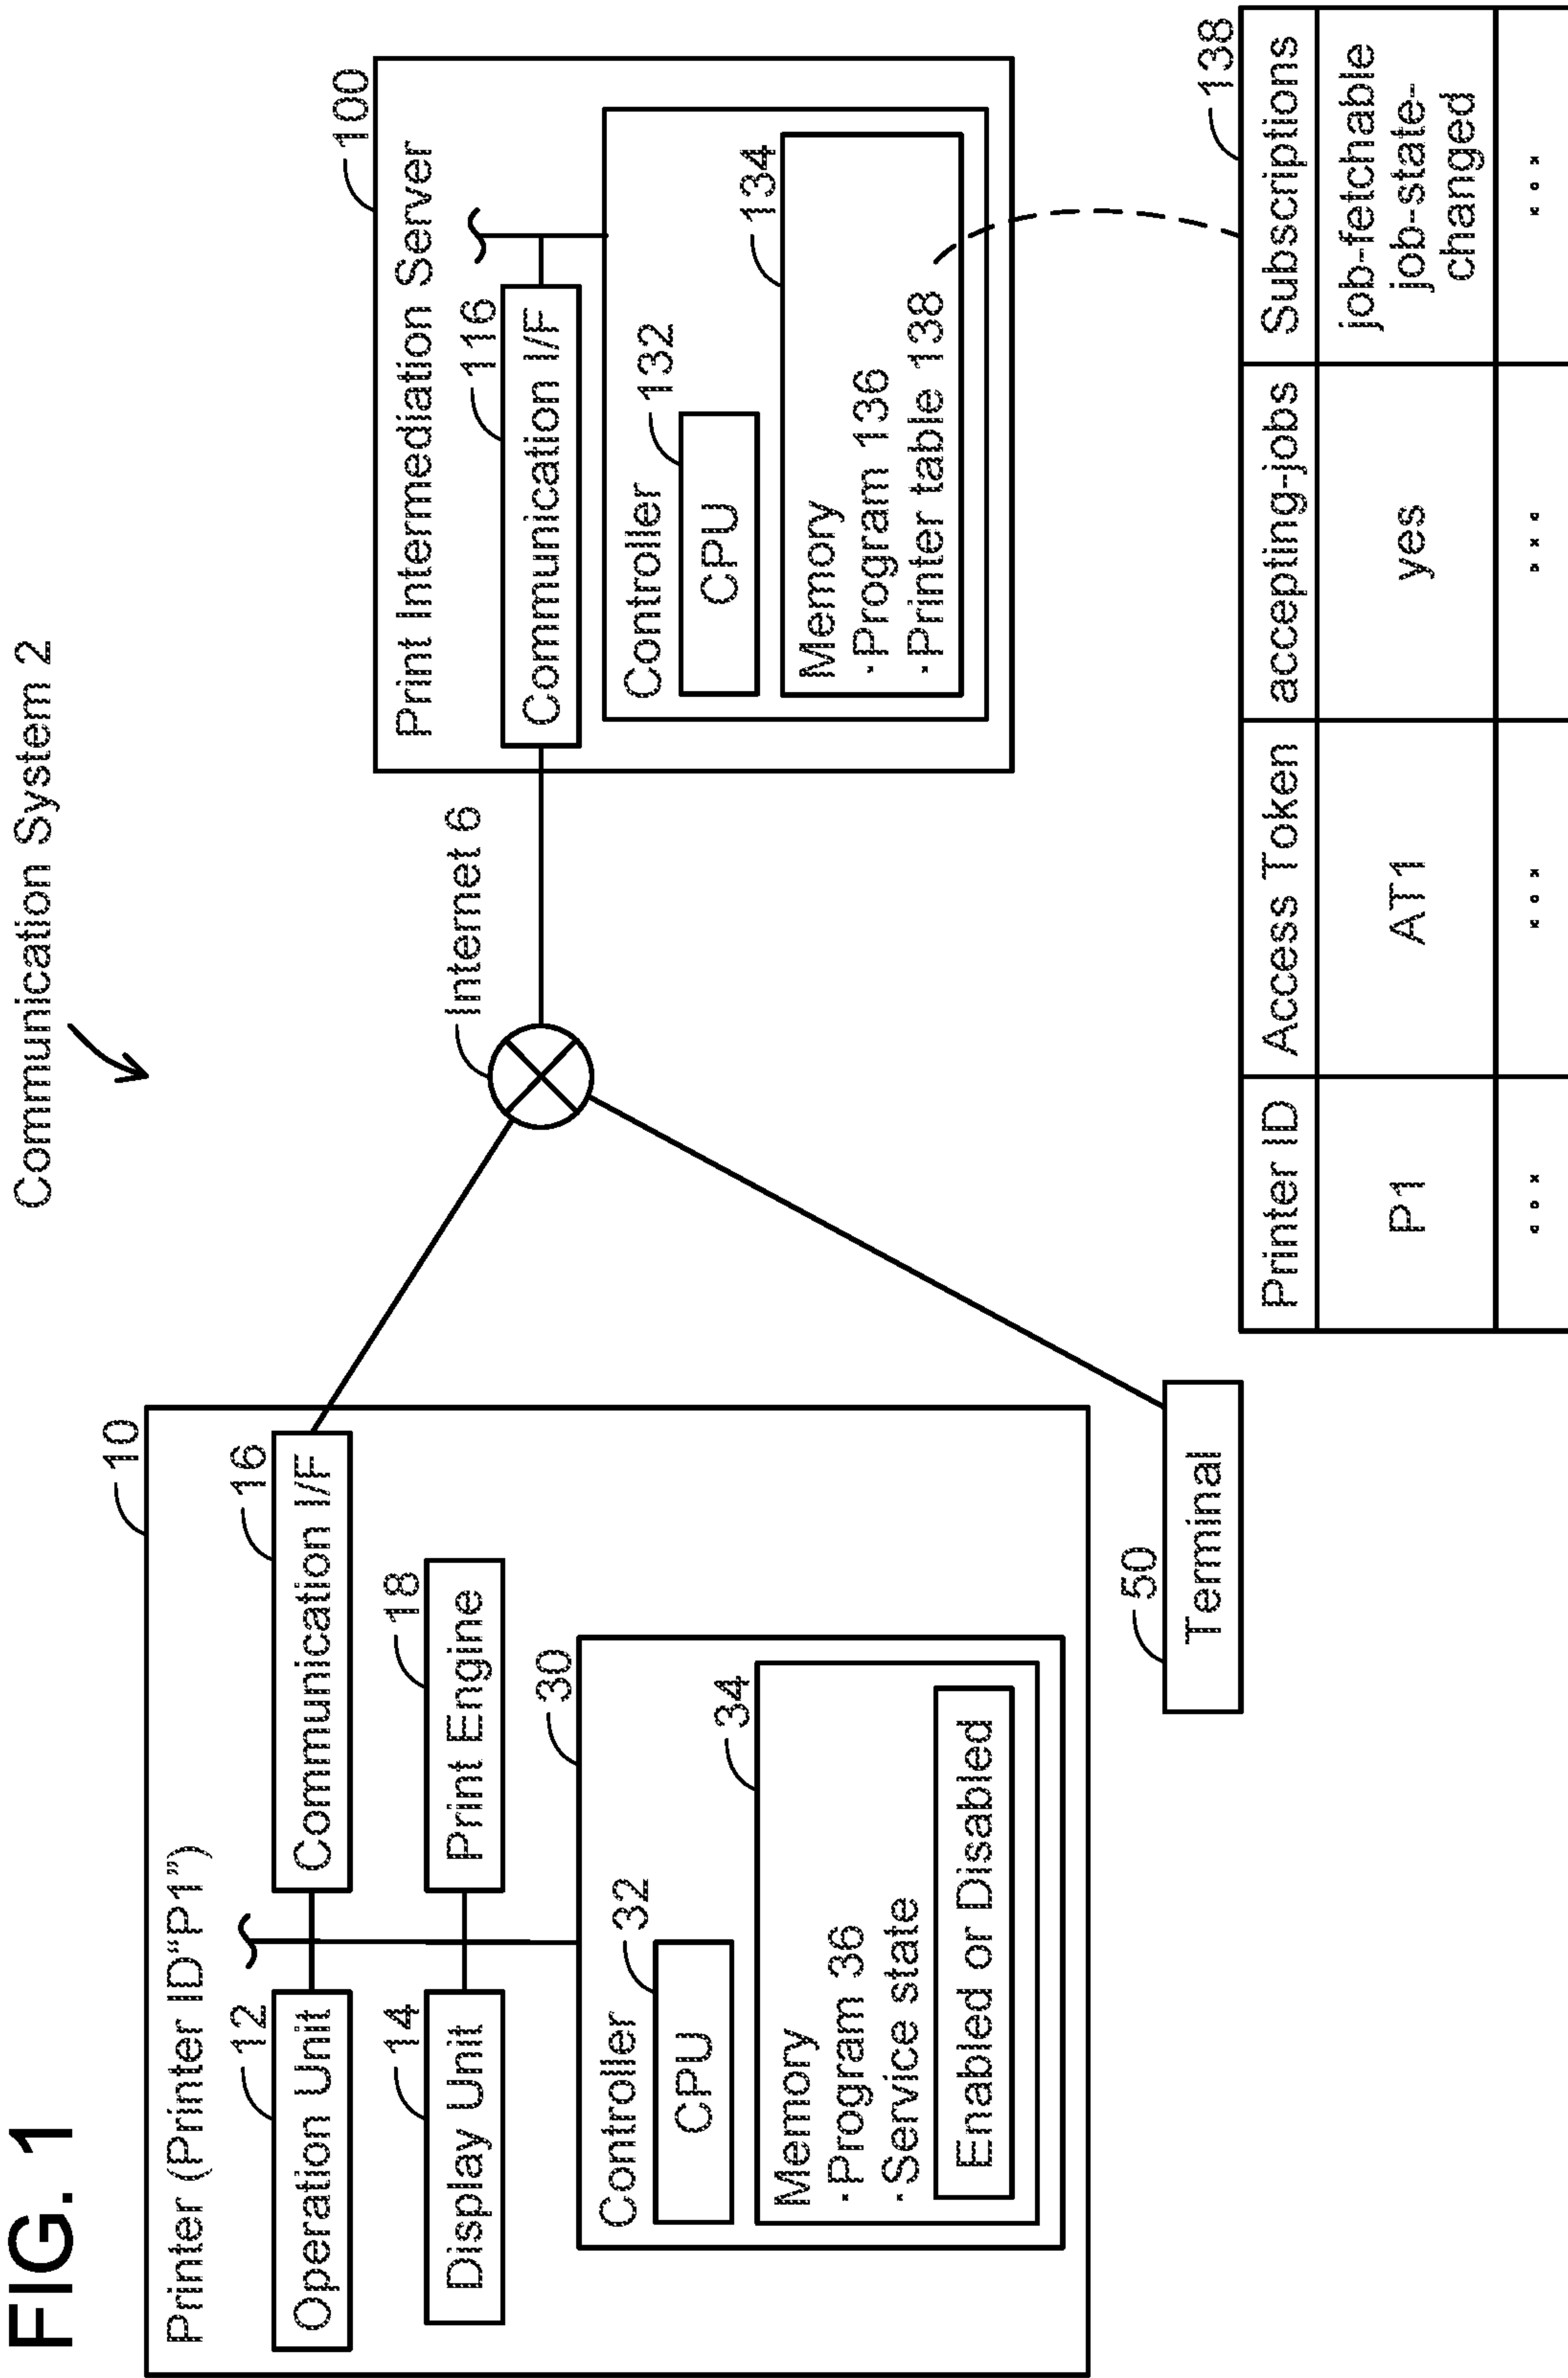 FIG. 1
Communication System 2
10
Printer (Printer ID“P1”)
12
Operation Unit
16
Communication I/F
14
Display Unit
18
Print Engine
30
Controller
32
CPU
34
Memory
·Program 36
·Service state
Enabled or Disabled
Internet 6
50
Terminal
100
Print Intermediation Server
116
Communication I/F
Controller
132
CPU
134
Memory
·Program 136
·Printer table 138
138
Printer ID Access Token accepting-jobs Subscriptions
P1 AT1 yes job-fetchable
job-state-
changed
... ... ... ...